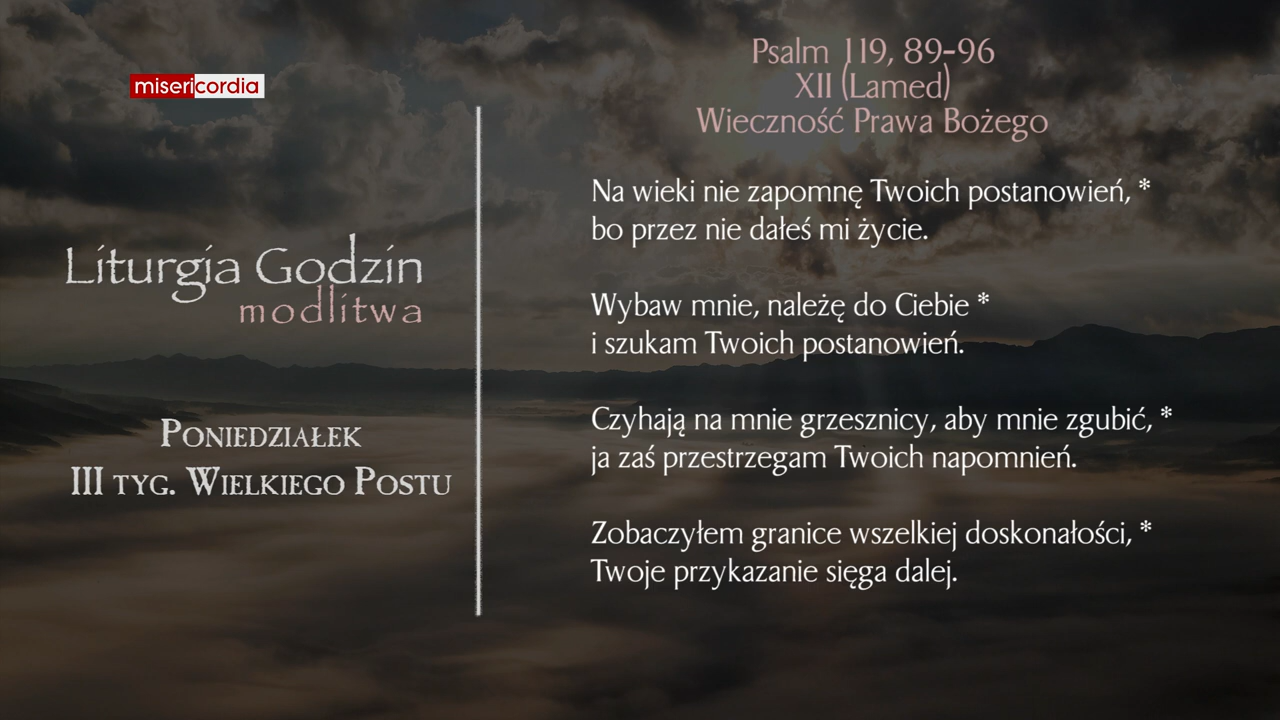 misericordia
Liturgia Godzin
modlitwa
Poniedziałek
III tyg. Wielkiego Postu
Psalm 119, 89-96
XII (Lamed)
Wieczność Prawa Bożego
Na wieki nie zapomnę Twoich postanowień, *
bo przez nie dałeś mi życie.
Wybaw mnie, należę do Ciebie *
i szukam Twoich postanowień.
Czyhają na mnie grzesznicy, aby mnie zgubić, *
ja zaś przestrzegam Twoich napomnień.
Zobaczyłem granice wszelkiej doskonałości, *
Twoje przykazanie sięga dalej.